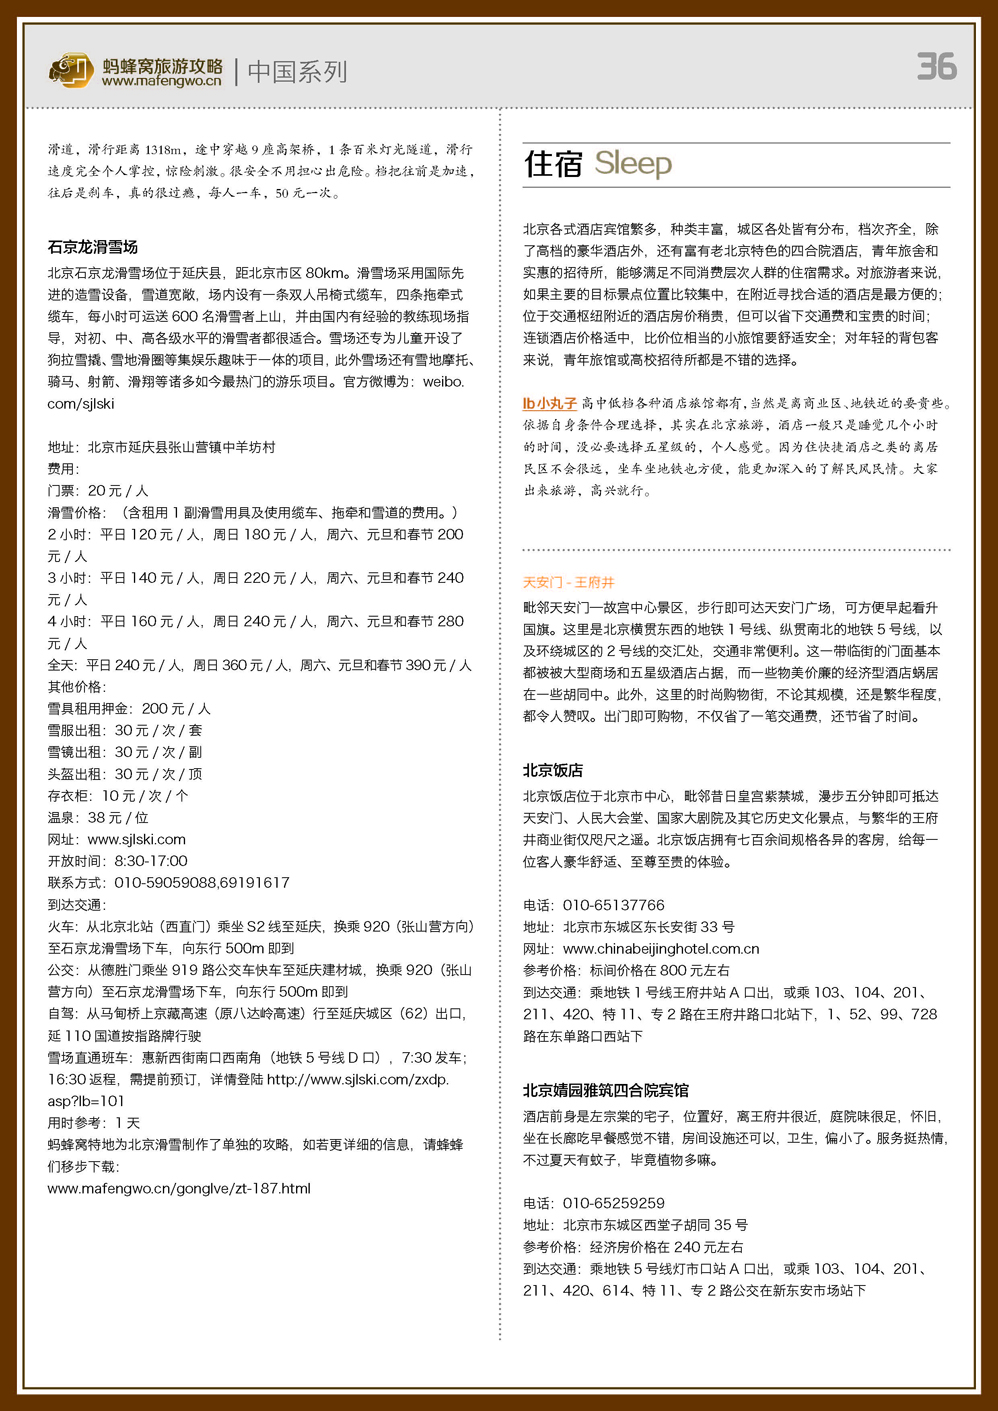 蚂蜂窝旅游攻略
www.mafengwo.cn
中国系列
36
滑道，滑行距离 1318m，途中穿越 9 座高架桥，1 条百米灯光隧道，滑行
速度完全个人掌控，惊险刺激。很安全不用担心出危险。档把往前是加速，
往后是刹车，真的很过瘾，每人一车，50 元一次。
石京龙滑雪场
北京石京龙滑雪场位于延庆县，距北京市区 80km。滑雪场采用国际先
进的造雪设备，雪道宽敞，场内设有一条双人吊椅式缆车，四条拖牵式
缆车，每小时可运送 600 名滑雪者上山，并由国内有经验的教练现场指
导，对初、中、高各级水平的滑雪者都很适合。雪场还专为儿童开设了
狗拉雪撬、雪地滑圈等集娱乐趣味于一体的项目，此外雪场还有雪地摩托、
骑马、射箭、滑翔等诸多如今最热门的游乐项目。官方微博为：weibo.
com/sjlski
地址：北京市延庆县张山营镇中羊坊村
费用：
门票：20 元 / 人
滑雪价格：（含租用 1 副滑雪用具及使用缆车、拖牵和雪道的费用。）
2 小时：平日 120 元 / 人，周日 180 元 / 人，周六、元旦和春节 200
元 / 人
3 小时：平日 140 元 / 人，周日 220 元 / 人，周六、元旦和春节 240
元 / 人
4 小时：平日 160 元 / 人，周日 240 元 / 人，周六、元旦和春节 280
元 / 人
全天：平日 240 元 / 人，周日 360 元 / 人，周六、元旦和春节 390 元 / 人
其他价格：
雪具租用押金：200 元 / 人
雪服出租：30 元 / 次 / 套
雪镜出租：30 元 / 次 / 副
头盔出租：30 元 / 次 / 顶
存衣柜：10 元 / 次 / 个
温泉：38 元 / 位
网址：www.sjlski.com
开放时间：8:30-17:00
联系方式：010-59059088,69191617
到达交通：
火车：从北京北站（西直门）乘坐 S2 线至延庆，换乘 920（张山营方向）
至石京龙滑雪场下车，向东行 500m 即到
公交：从德胜门乘坐 919 路公交车快车至延庆建材城，换乘 920（张山
营方向）至石京龙滑雪场下车，向东行 500m 即到
自驾：从马甸桥上京藏高速（原八达岭高速）行至延庆城区（62）出口，
延 110 国道按指路牌行驶
雪场直通班车：惠新西街南口西南角（地铁 5 号线 D 口），7:30 发车；
16:30 返程，需提前预订，详情登陆 http://www.sjlski.com/zxdp.
asp?lb=101
用时参考：1 天
蚂蜂窝特地为北京滑雪制作了单独的攻略，如若更详细的信息，请蜂蜂
们移步下载：
www.mafengwo.cn/gonglve/zt-187.html
住宿 Sleep
北京各式酒店宾馆繁多，种类丰富，城区各处皆有分布，档次齐全，除
了高档的豪华酒店外，还有富有老北京特色的四合院酒店，青年旅舍和
实惠的招待所，能够满足不同消费层次人群的住宿需求。对旅游者来说，
如果主要的目标景点位置比较集中，在附近寻找合适的酒店是最方便的；
位于交通枢纽附近的酒店房价稍贵，但可以省下交通费和宝贵的时间；
连锁酒店价格适中，比价位相当的小旅馆要舒适安全；对年轻的背包客
来说，青年旅馆或高校招待所都是不错的选择。
lb小丸子 高中低档各种酒店旅馆都有，当然是离商业区、地铁近的要贵些。
依据自身条件合理选择，其实在北京旅游，酒店一般只是睡觉几个小时
的时间，没必要选择五星级的，个人感觉。因为住快捷酒店之类的离居
民区不会很远，坐车坐地铁也方便，能更加深入的了解民风民情。大家
出来旅游，高兴就行。
天安门 - 王府井
毗邻天安门—故宫中心景区，步行即可达天安门广场，可方便早起看升
国旗。这里是北京横贯东西的地铁 1 号线、纵贯南北的地铁 5 号线，以
及环绕城区的 2 号线的交汇处，交通非常便利。这一带临街的门面基本
都被被大型商场和五星级酒店占据，而一些物美价廉的经济型酒店蜗居
在一些胡同中。此外，这里的时尚购物街，不论其规模，还是繁华程度，
都令人赞叹。出门即可购物，不仅省了一笔交通费，还节省了时间。
北京饭店
北京饭店位于北京市中心，毗邻昔日皇宫紫禁城，漫步五分钟即可抵达
天安门、人民大会堂、国家大剧院及其它历史文化景点，与繁华的王府
井商业街仅咫尺之遥。北京饭店拥有七百余间规格各异的客房，给每一
位客人豪华舒适、至尊至贵的体验。
电话：010-65137766
地址：北京市东城区东长安街 33 号
网址：www.chinabeijinghotel.com.cn
参考价格：标间价格在 800 元左右
到达交通：乘地铁 1 号线王府井站 A 口出，或乘 103、104、201、
211、420、特 11、专 2 路在王府井路口北站下，1、52、99、728
路在东单路口西站下
北京婧园雅筑四合院宾馆
酒店前身是左宗棠的宅子，位置好，离王府井很近，庭院味很足，怀旧，
坐在长廊吃早餐感觉不错，房间设施还可以，卫生，偏小了。服务挺热情，
不过夏天有蚊子，毕竟植物多嘛。
电话：010-65259259
地址：北京市东城区西堂子胡同 35 号
参考价格：经济房价格在 240 元左右
到达交通：乘地铁 5 号线灯市口站 A 口出，或乘 103、104、201、
211、420、614、特 11、专 2 路公交在新东安市场站下